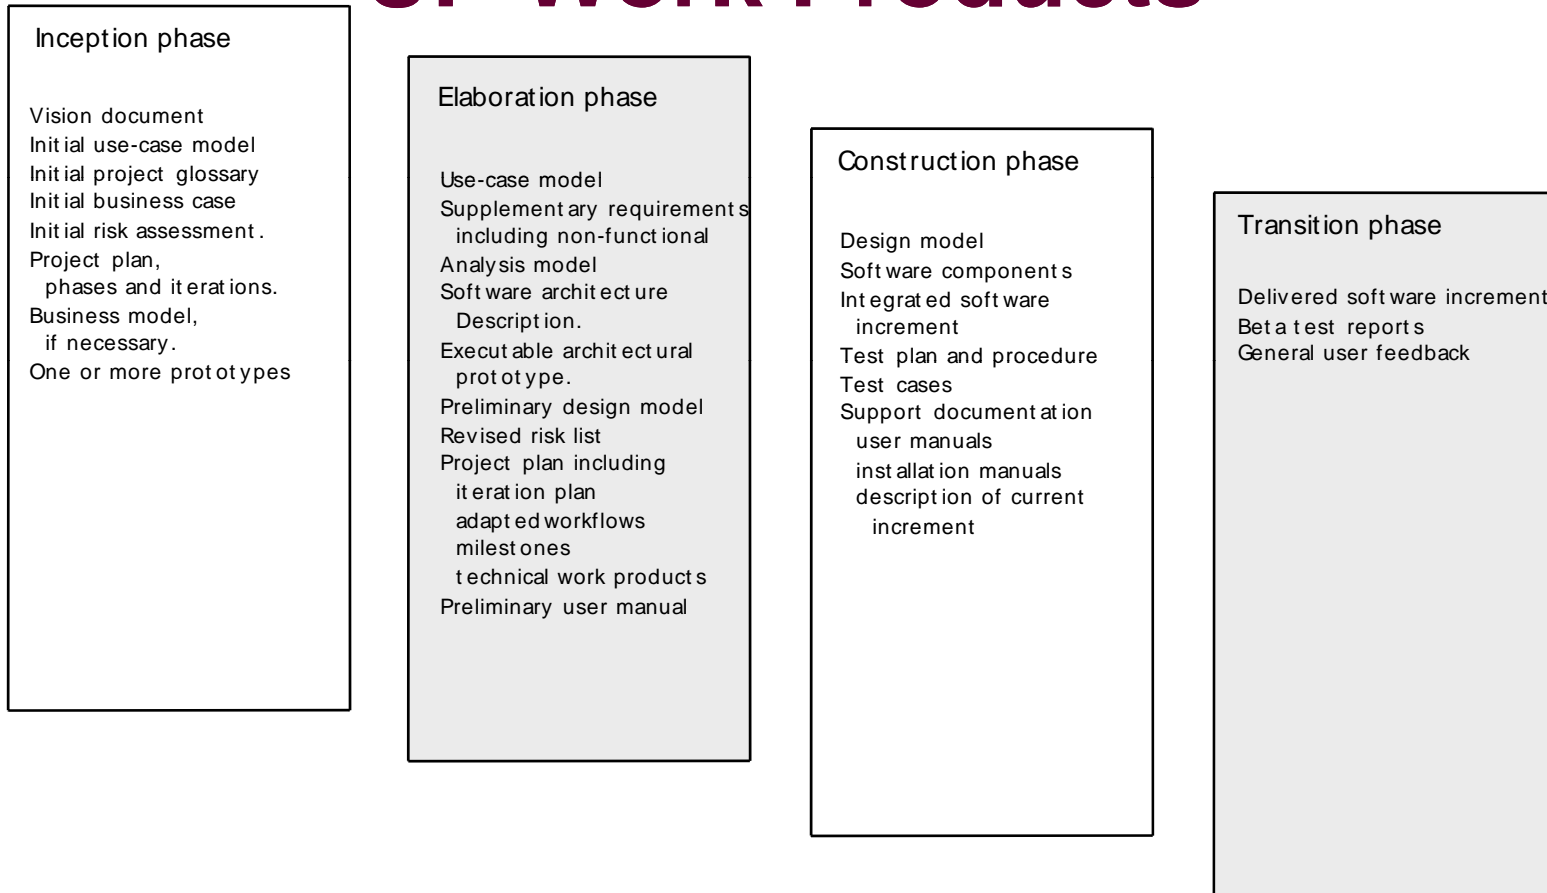 UP Work Products
Inception phase
Vision document
Initial use-case model
Initial project glossary
Initial business case
Initial risk assessment.
Project plan,
phases and iterations.
Business model,
if necessary.
One or more prototypes
Elaboration phase
Use-case model
Supplementary requirements
including non-functional
Analysis model
Software architecture
Description.
Executable architectural
prototype.
Preliminary design model
Revised risk list
Project plan including
iteration plan
adapted workflows
milestones
technical work products
Preliminary user manual
Construction phase
Design model
Software components
Integrated software
increment
Test plan and procedure
Test cases
Support documentation
user manuals
installation manuals
description of current
increment
Transition phase
Delivered software increment
Beta test reports
General user feedback